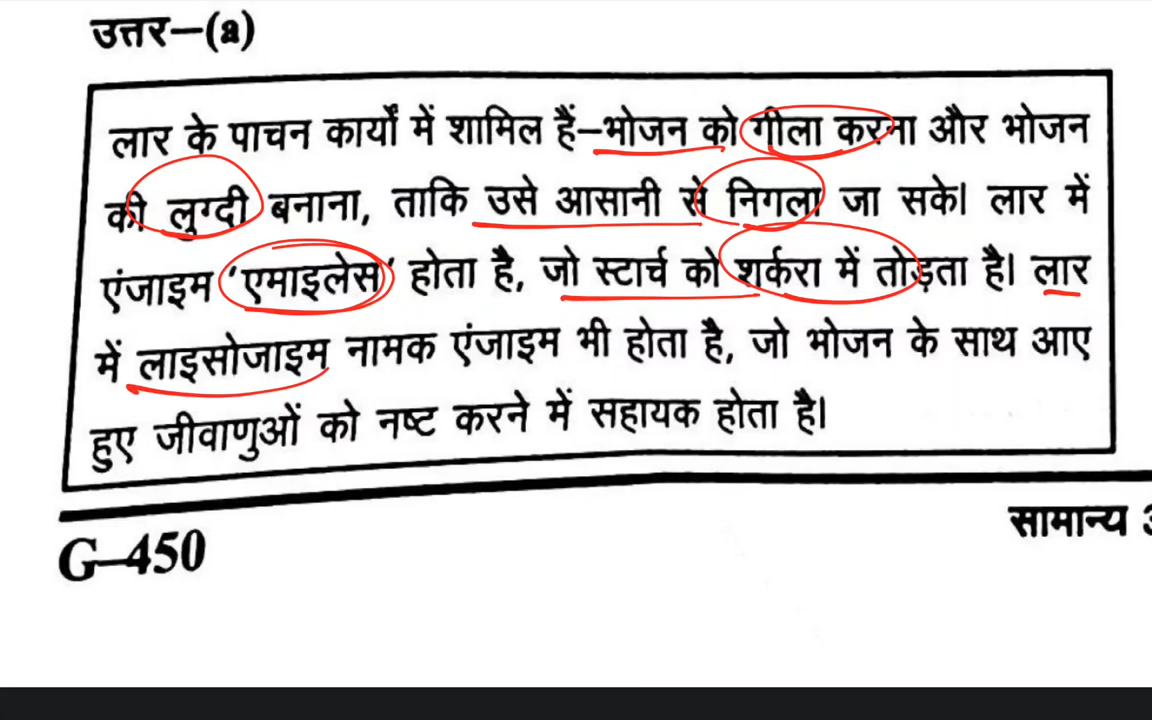 उत्तर–(a)
लार के पाचन कार्यों में शामिल हैं–भोजन को गीला करना और भोजन
की लुग्दी बनाना, ताकि उसे आसानी से निगला जा सके। लार में
एंजाइम ‘एमाइलेस’ होता है, जो स्टार्च को शर्करा में तोड़ता है। लार
में लाइसोजाइम नामक एंजाइम भी होता है, जो भोजन के साथ आए
हुए जीवाणुओं को नष्ट करने में सहायक होता है।
G–450
सामान्य